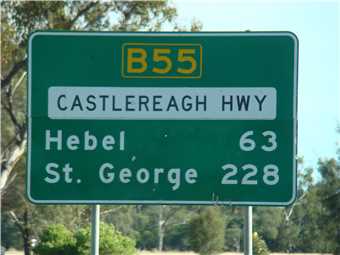 B55
CASTLEREAGH HWY
Hebel 63
St. George 228